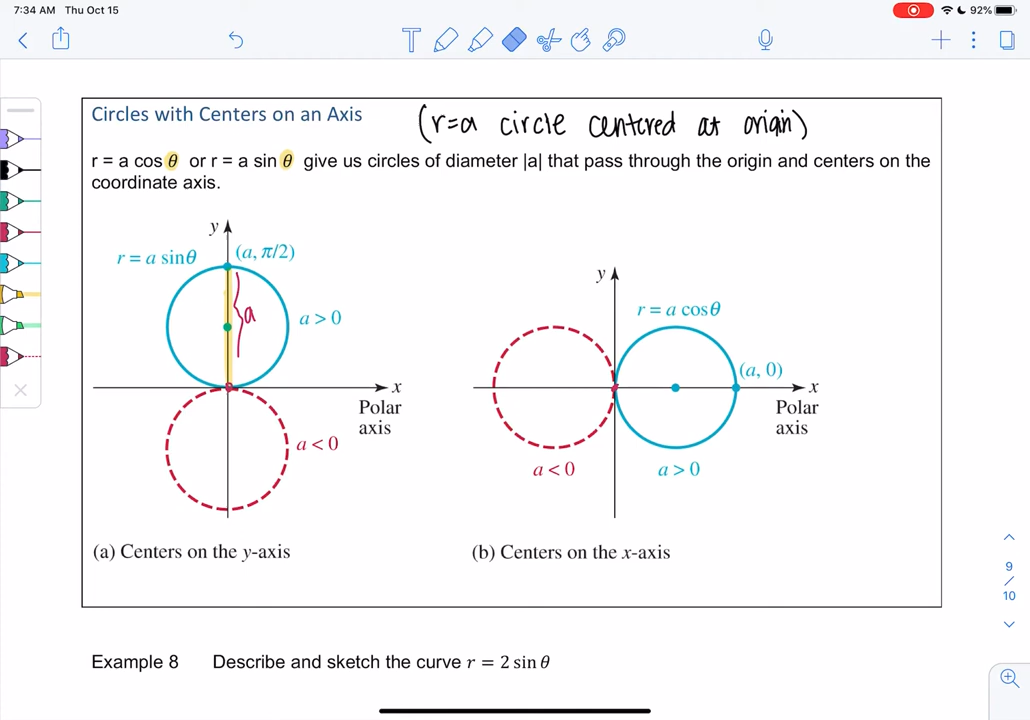 7:34 AM Thu Oct 15
92%
T
Circles with Centers on an Axis
(r=a circle centered at origin)
r = a cos θ or r = a sin θ give us circles of diameter |a| that pass through the origin and centers on the
coordinate axis.
y
r = a sinθ
(a, π/2)
a
a > 0
x
Polar
axis
a < 0
(a) Centers on the y-axis
y
r = a cosθ
(a, 0)
x
Polar
axis
a < 0
a > 0
(b) Centers on the x-axis
9
/
10
Example 8 Describe and sketch the curve r = 2 sin θ